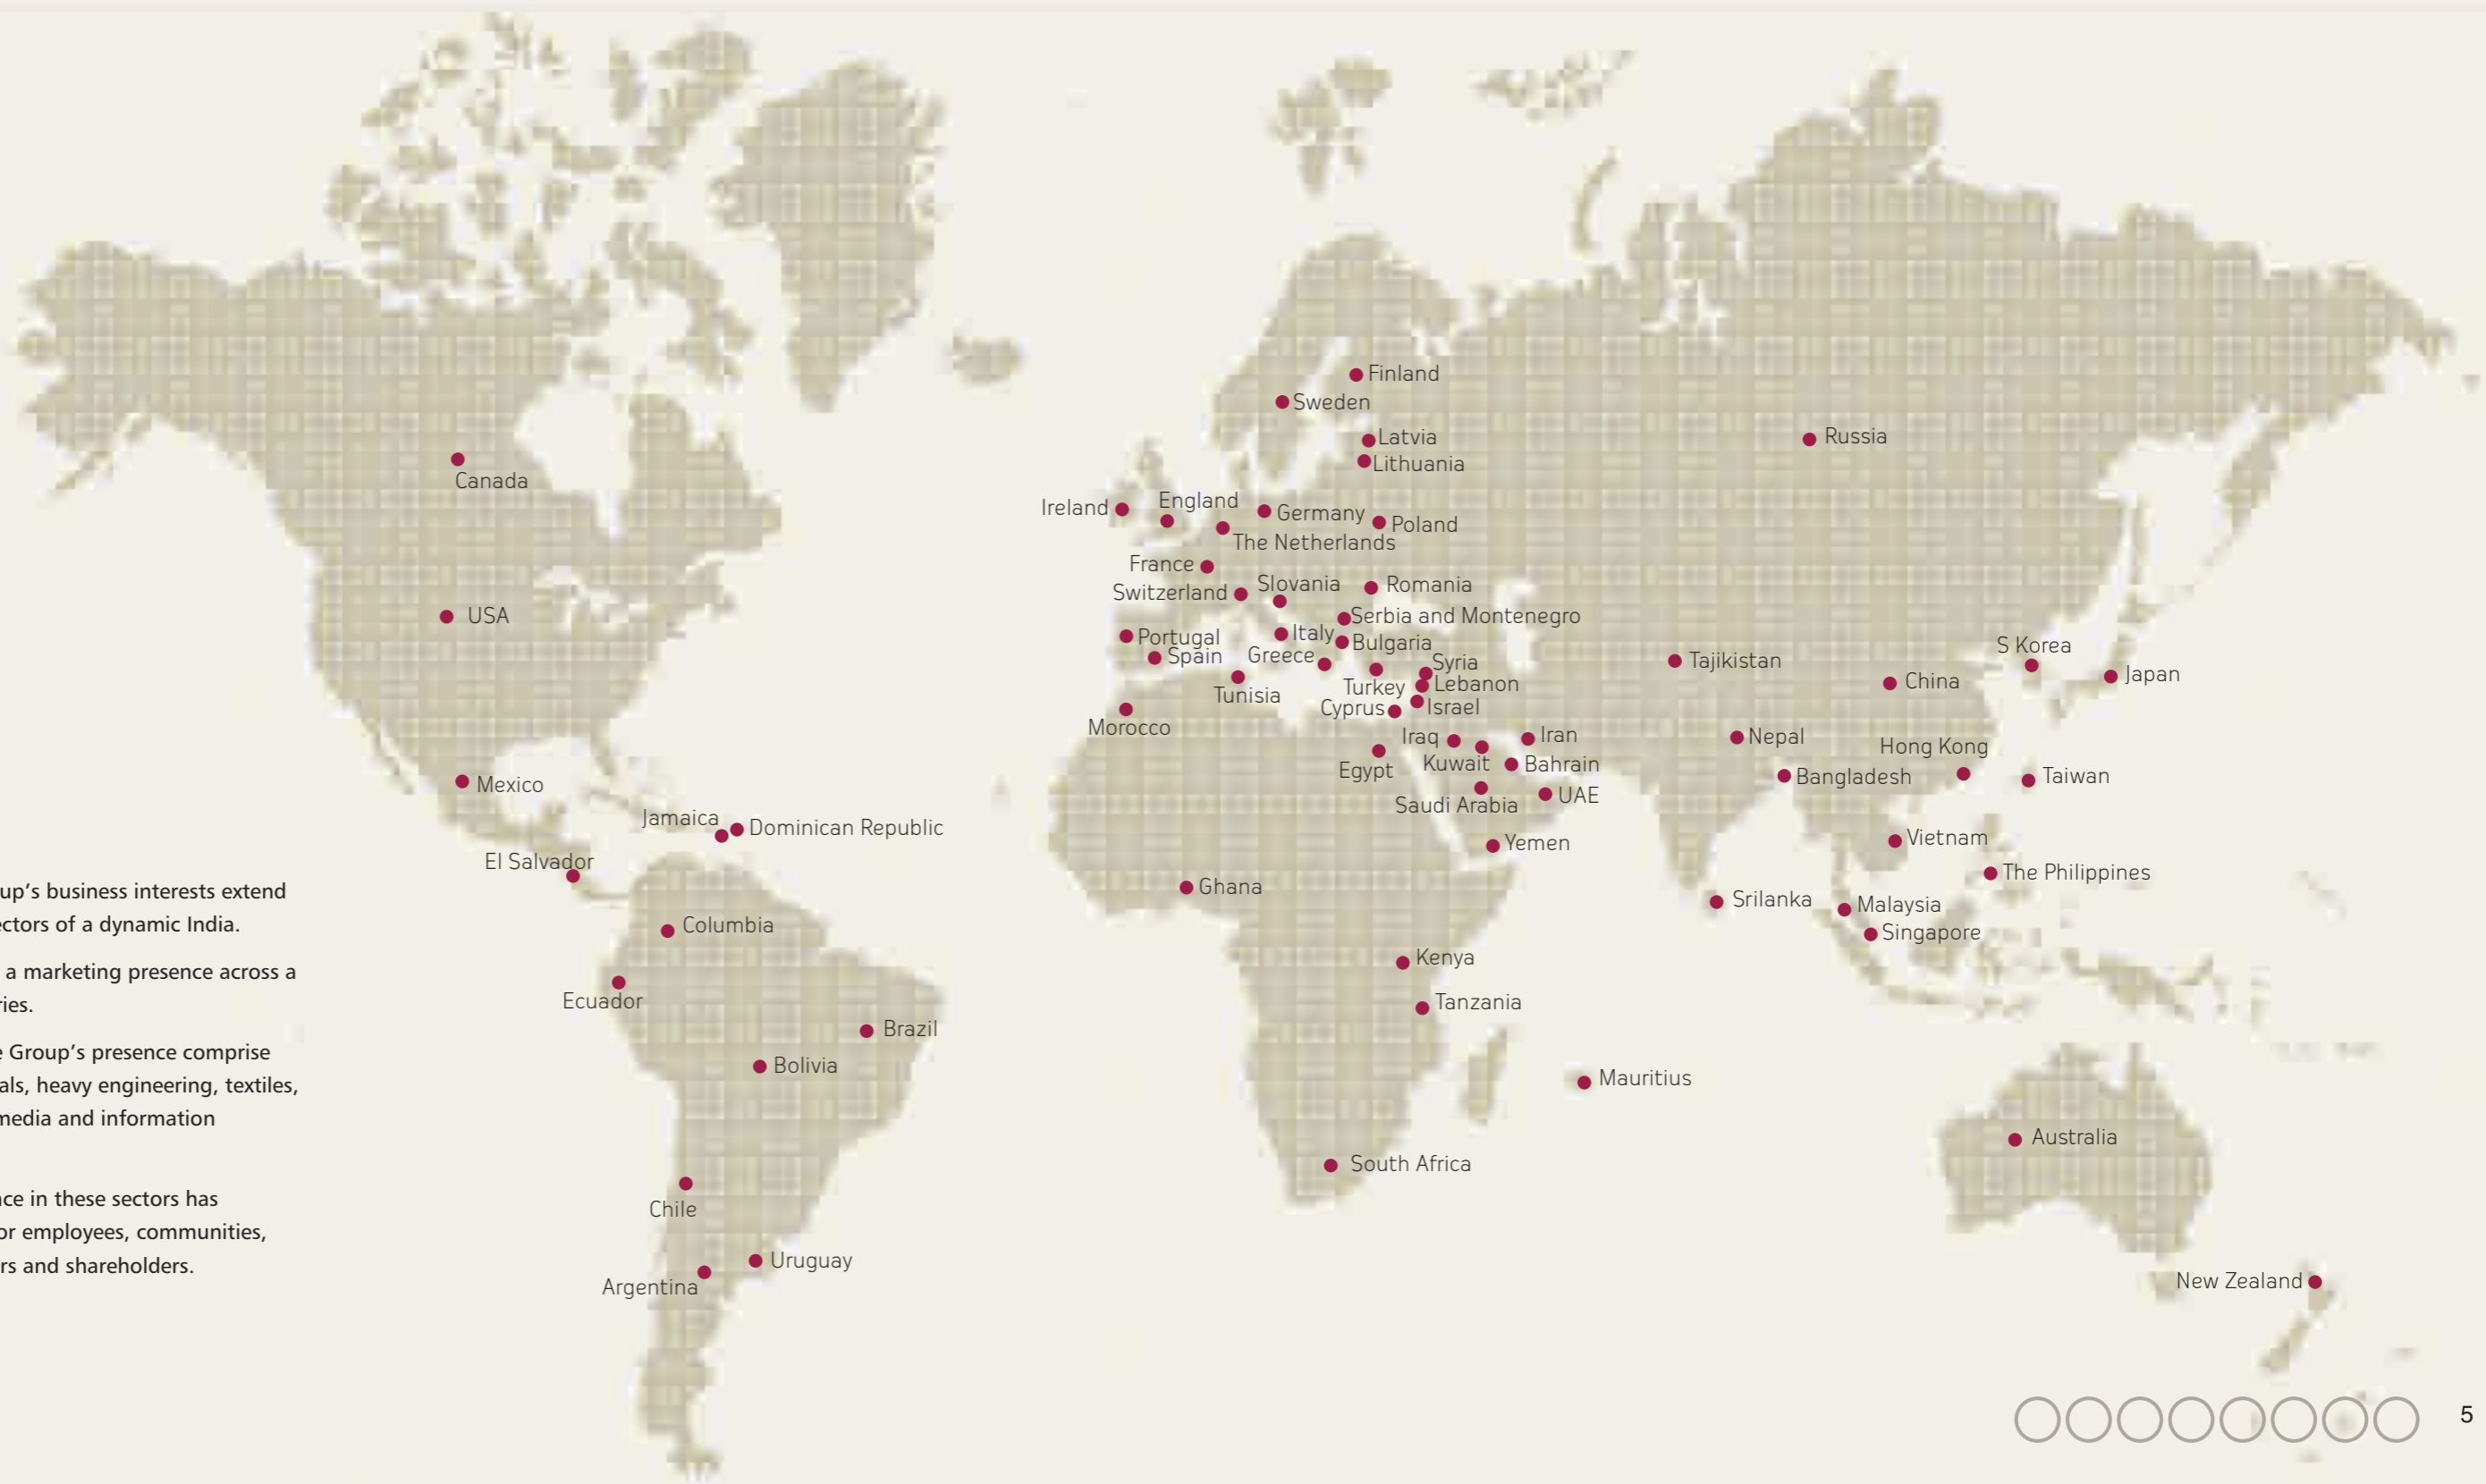 Finland
Sweden
Latvia
Russia
Lithuania
Canada
England
Ireland
Germany
Poland
The Netherlands
France
Slovania
Romania
Switzerland
USA
Serbia and Montenegro
Italy
Portugal
Bulgaria
S Korea
Spain
Greece
Syria
Tajikistan
Japan
China
Turkey
Lebanon
Tunisia
Cyprus
Israel
Morocco
Iraq
Iran
Nepal
Hong Kong
Egypt
Kuwait
Bahrain
Bangladesh
Taiwan
Mexico
Saudi Arabia
UAE
Jamaica
Dominican Republic
Yemen
Vietnam
El Salvador
The Philippines
Ghana
Srilanka
Malaysia
Columbia
Singapore
Kenya
Ecuador
Tanzania
Brazil
Bolivia
Mauritius
Australia
South Africa
Chile
Uruguay
Argentina
New Zealand
up's business interests extend
ctors of a dynamic India.
a marketing presence across a
ries.
e Group's presence comprise
als, heavy engineering, textiles,
media and information
ce in these sectors has
or employees, communities,
rs and shareholders.
5